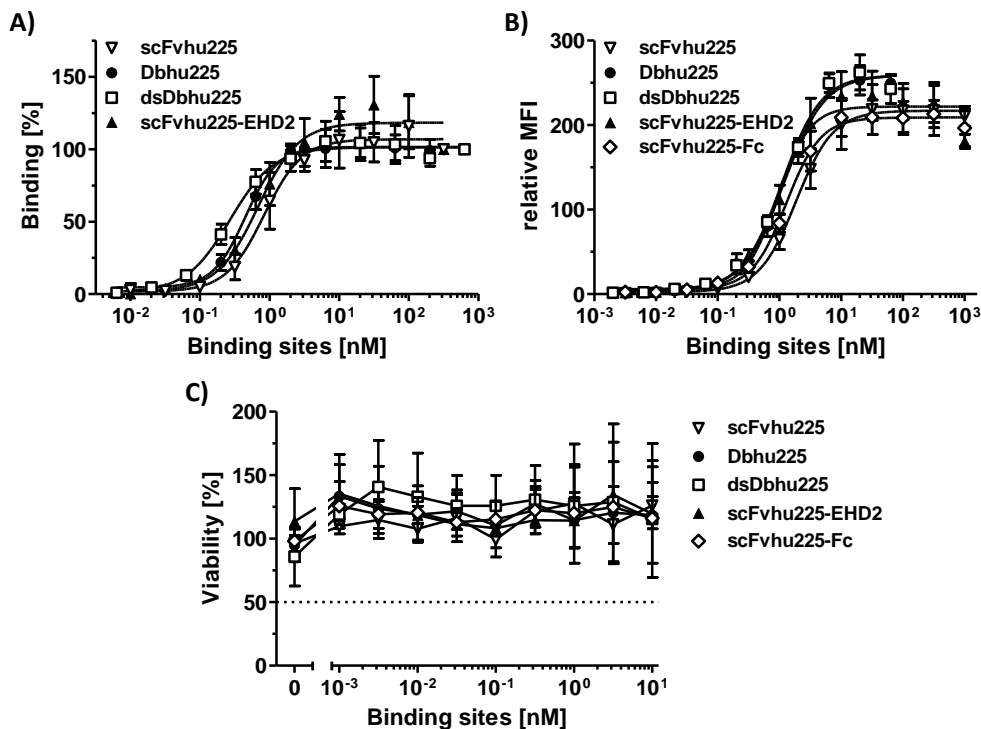 A)
scFvhu225
Dbhu225
dsDbhu225
scFvhu225-EHD2
150
100
50
0
Binding [%]
10-2
10-1
100
101
102
103
Binding sites [nM]
B)
scFvhu225
Dbhu225
dsDbhu225
scFvhu225-EHD2
scFvhu225-Fc
300
200
100
0
relative MFI
10-3
10-2
10-1
100
101
102
103
Binding sites [nM]
C)
scFvhu225
Dbhu225
dsDbhu225
scFvhu225-EHD2
scFvhu225-Fc
200
150
100
50
0
Viability [%]
0
10-3
10-2
10-1
100
101
Binding sites [nM]